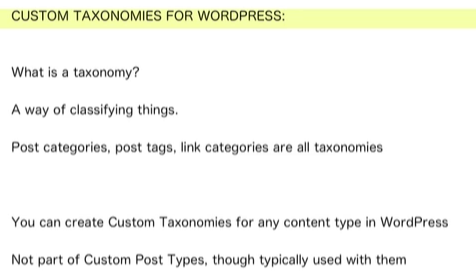 CUSTOM TAXONOMIES FOR WORDPRESS:
What is a taxonomy?
A way of classifying things.
Post categories, post tags, link categories are all taxonomies
You can create Custom Taxonomies for any content type in WordPress
Not part of Custom Post Types, though typically used with them